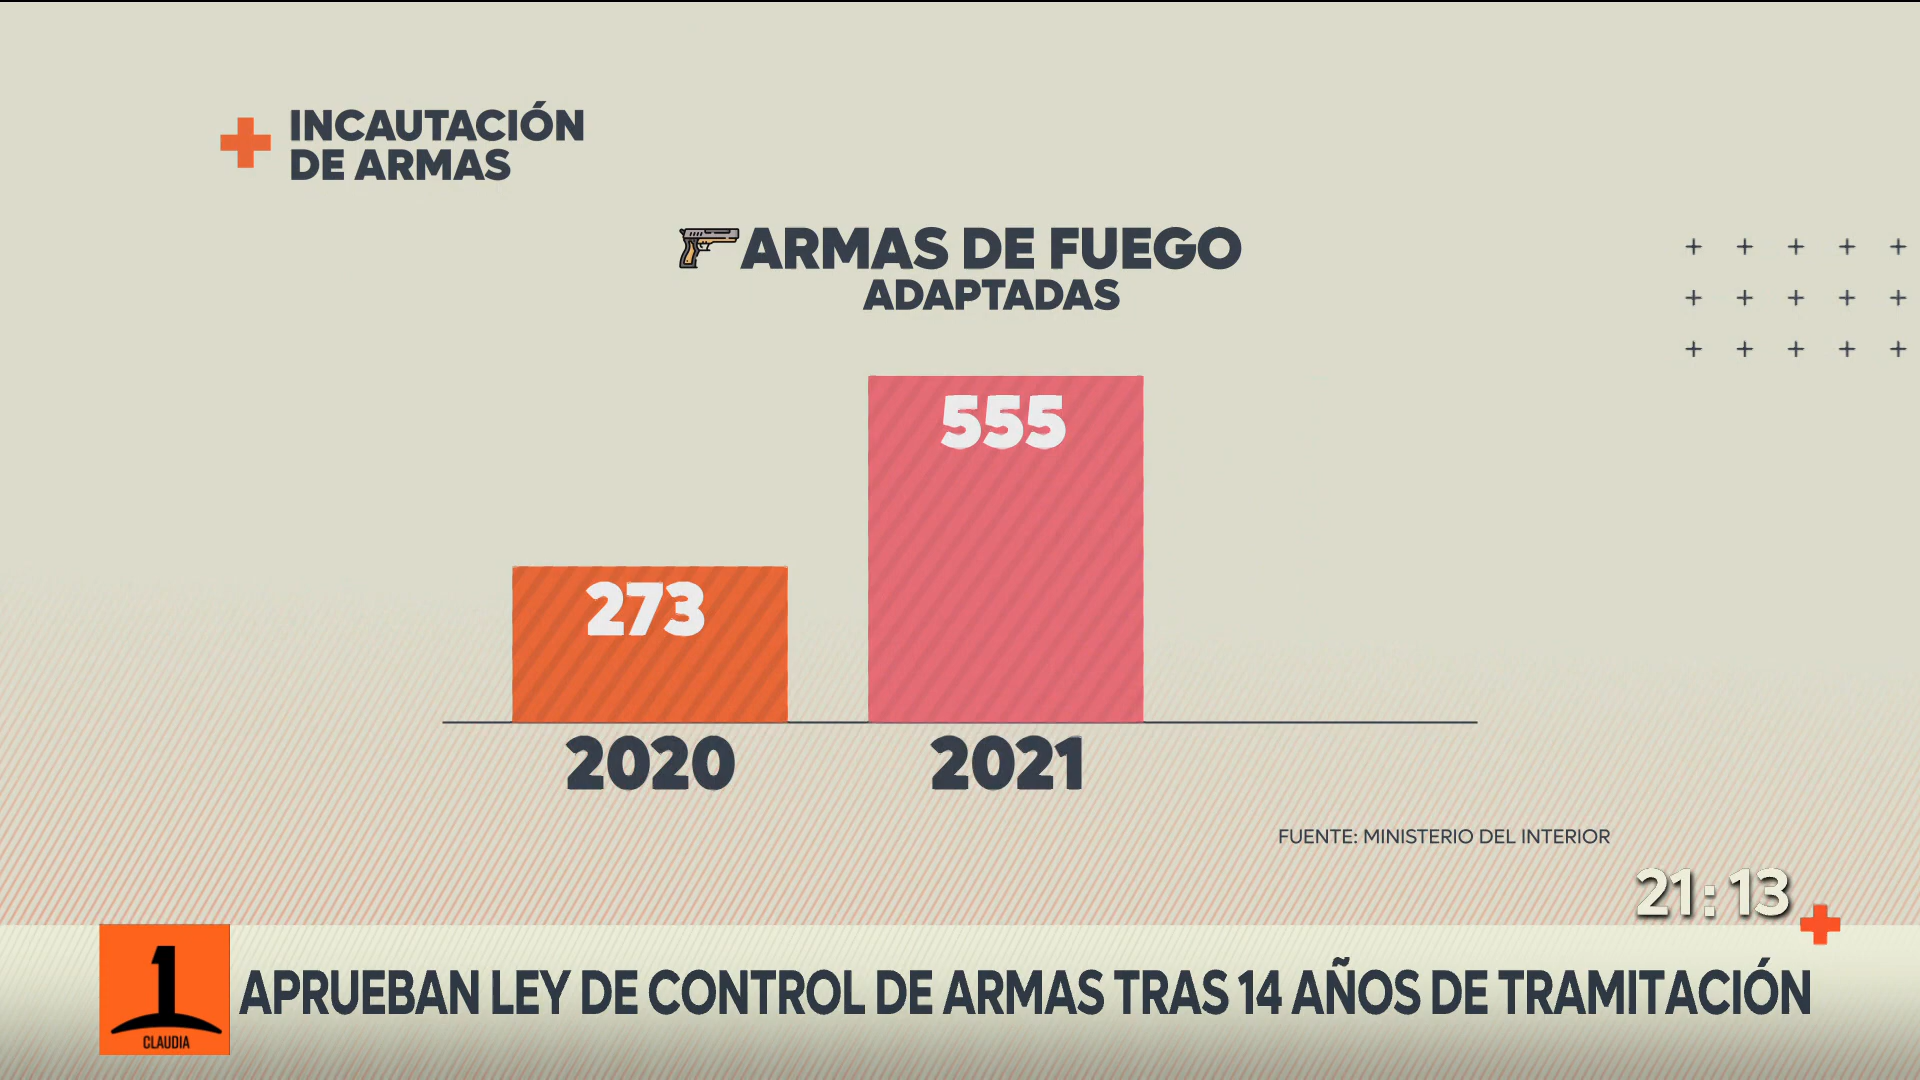 INCAUTACIÓN
DE ARMAS
ARMAS DE FUEGO
ADAPTADAS
555
273
2020 2021
FUENTE: MINISTERIO DEL INTERIOR
21:13
1
CLAUDIA
APRUEBAN LEY DE CONTROL DE ARMAS TRAS 14 AÑOS DE TRAMITACIÓN